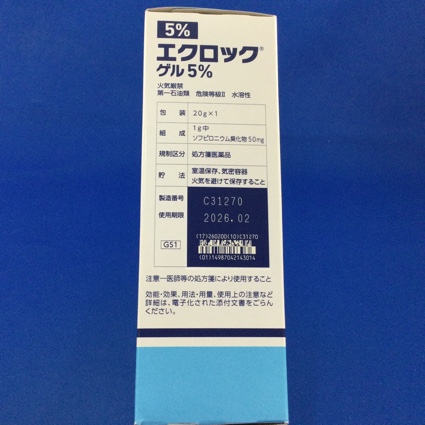 5%
エクロック®
ゲル5%
火気厳禁
第一石油類 危険等級Ⅱ 水溶性
包装 20g×1
組成 1g中
ソフピロニウム臭化物50mg
規制区分 処方箋医薬品
貯法 室温保存、気密容器
火気を避けて保存すること
製造番号 C31270
使用期限 2026.02
GS1
(17)260200(10)C31270
(01)14987042143014
注意ー医師等の処方箋により使用すること
効能・効果、用法・用量、使用上の注意など
詳細は、電子化された添付文書をごらん
ください。